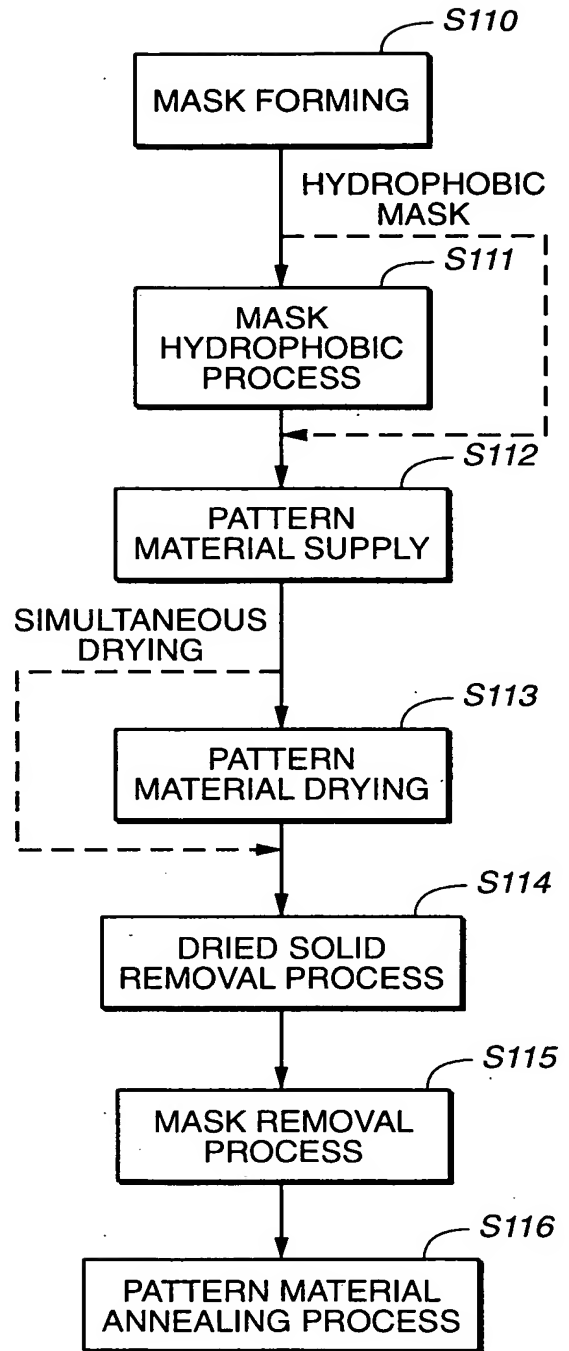 S110
MASK FORMING
HYDROPHOBIC
MASK
S111
MASK
HYDROPHOBIC
PROCESS
S112
PATTERN
MATERIAL SUPPLY
SIMULTANEOUS
DRYING
S113
PATTERN
MATERIAL DRYING
S114
DRIED SOLID
REMOVAL PROCESS
S115
MASK REMOVAL
PROCESS
S116
PATTERN MATERIAL
ANNEALING PROCESS